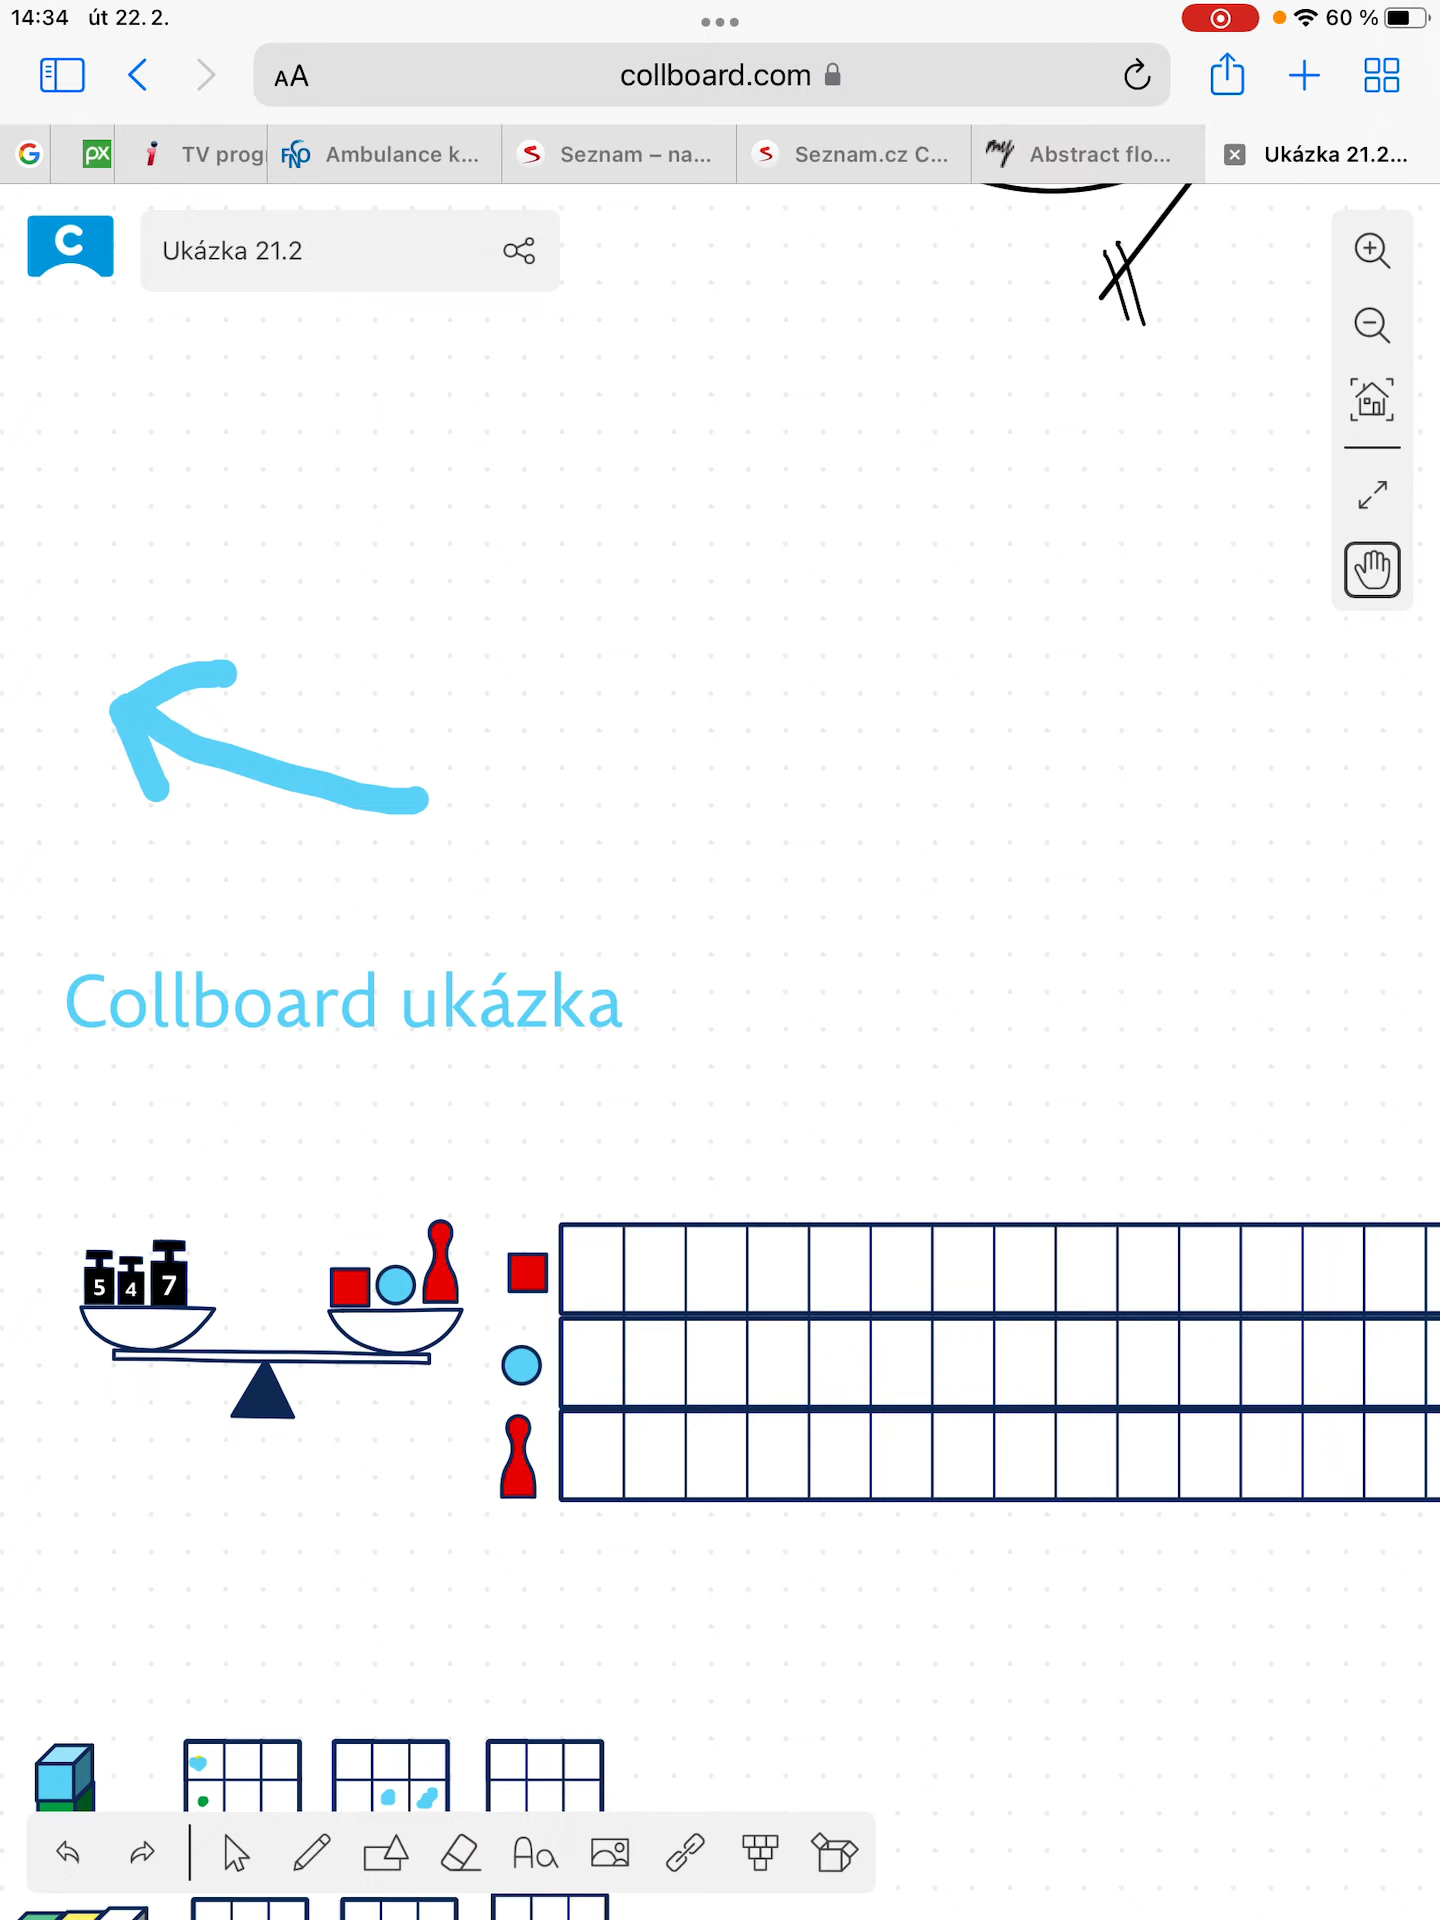 14:34 út 22. 2.
60 %
AA collboard.com
TV prog
Ambulance k...
Seznam – na...
Seznam.cz C...
Abstract flo...
Ukázka 21.2...
C
Ukázka 21.2
Collboard ukázka
5 4 7
Aa